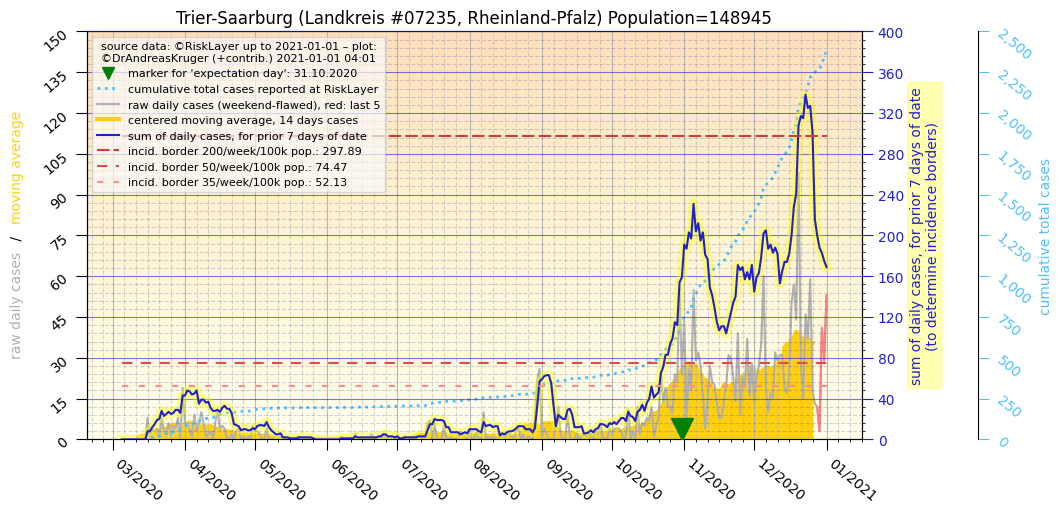 Trier-Saarburg (Landkreis #07235, Rheinland-Pfalz) Population=148945
source data: ©RiskLayer up to 2021-01-01 – plot:
©DrAndreasKruger (+contrib.) 2021-01-01 04:01
marker for 'expectation day': 31.10.2020
cumulative total cases reported at RiskLayer
raw daily cases (weekend-flawed), red: last 5
centered moving average, 14 days cases
sum of daily cases, for prior 7 days of date
incid. border 200/week/100k pop.: 297.89
incid. border 50/week/100k pop.: 74.47
incid. border 35/week/100k pop.: 52.13
raw daily cases / moving average
150
135
120
105
90
75
60
45
30
15
0
400
360
320
280
240
200
160
120
80
40
0
sum of daily cases, for prior 7 days of date
(to determine incidence borders)
2,500
2,250
2,000
1,750
1,500
1,250
1,000
750
500
250
0
cumulative total cases
03/2020
04/2020
05/2020
06/2020
07/2020
08/2020
09/2020
10/2020
11/2020
12/2020
01/2021